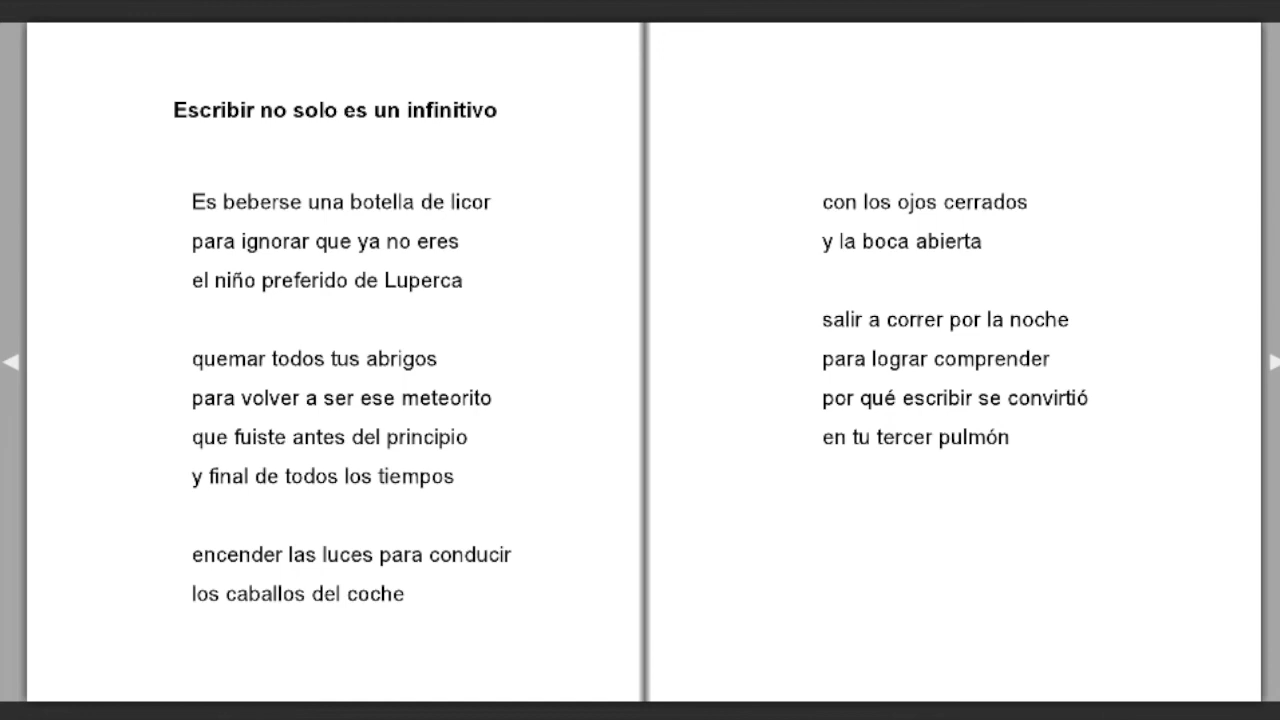 Escribir no solo es un infinitivo
Es beberse una botella de licor
para ignorar que ya no eres
el niño preferido de Luperca
quemar todos tus abrigos
para volver a ser ese meteorito
que fuiste antes del principio
y final de todos los tiempos
encender las luces para conducir
los caballos del coche
con los ojos cerrados
y la boca abierta
salir a correr por la noche
para lograr comprender
por qué escribir se convirtió
en tu tercer pulmón